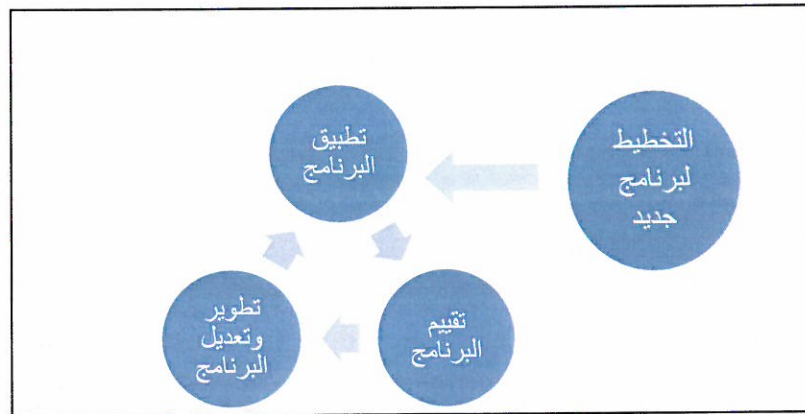 التخطيط
لبرنامج
جديد
تطبيق
البرنامج
تقييم
البرنامج
تطوير
وتعديل
البرنامج